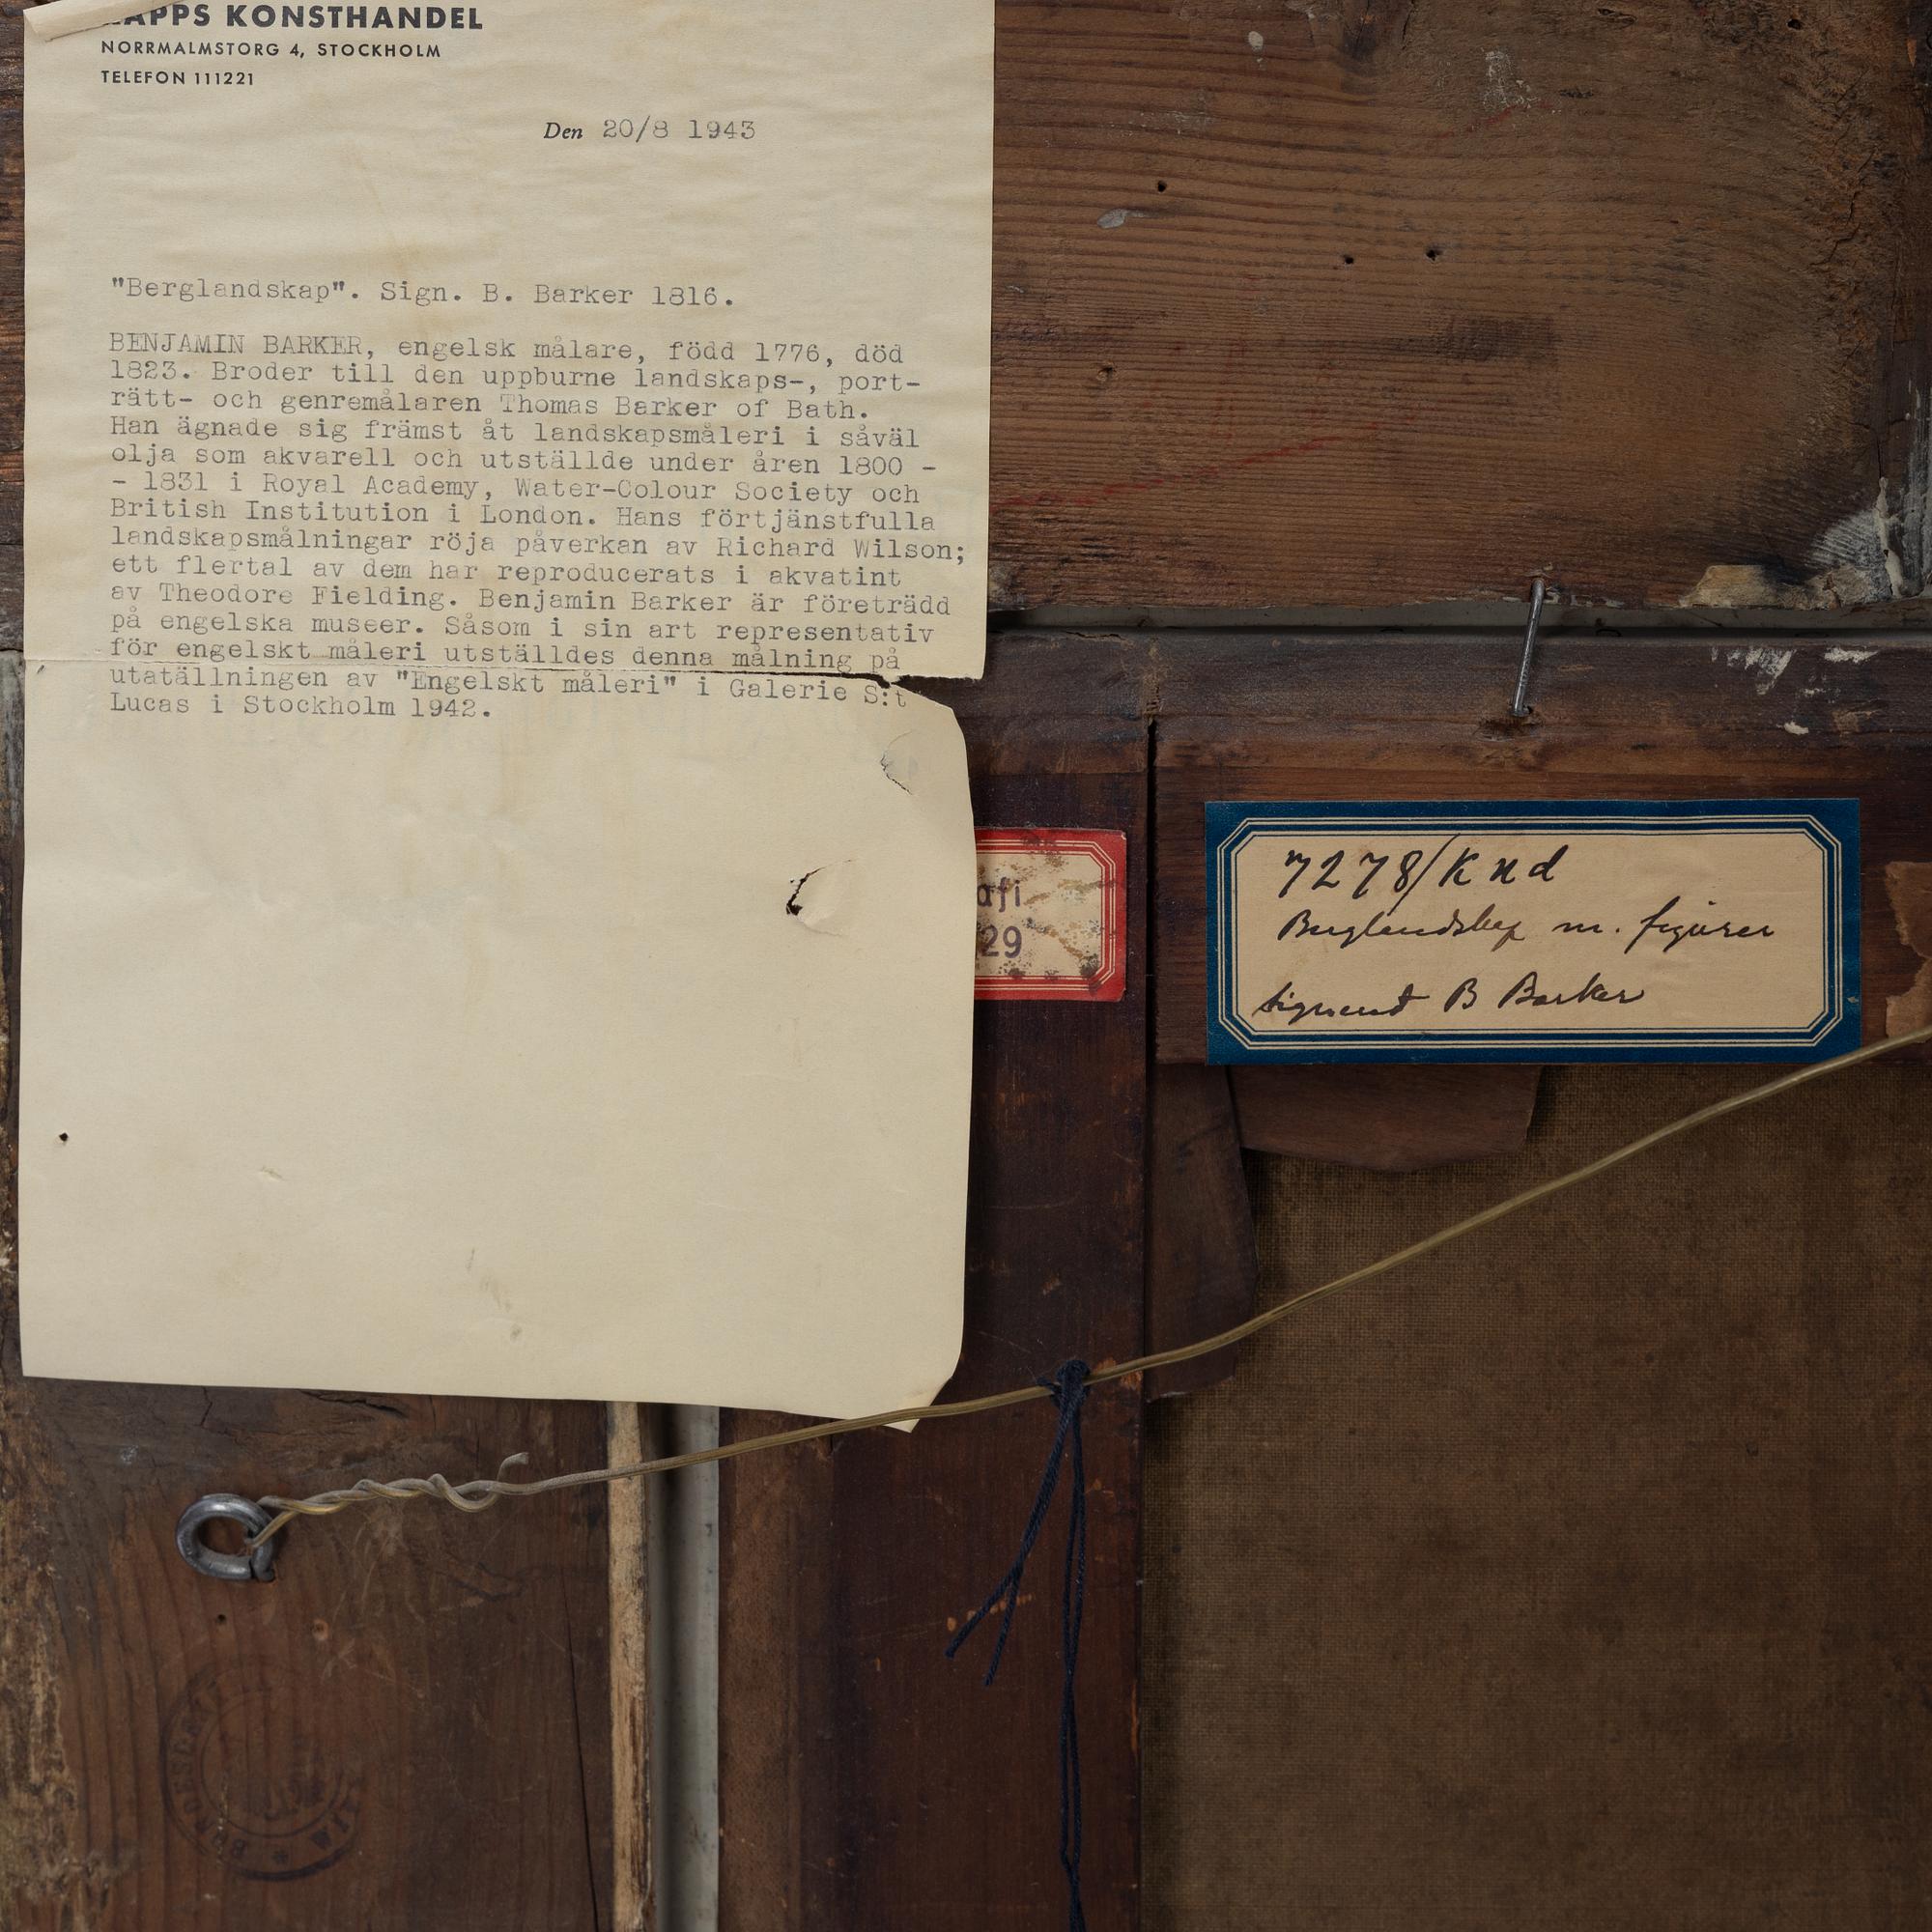 KONSTHANDEL
NORRMALMSTORG 4, STOCKHOLM
TELEFON 111221
Den 20/8 1943
"Berglandskap". Sign. B. Barker 1816.
BENJAMIN BARKER, engelsk målare, född 1776, död
1823. Broder till den uppburne landskaps-, port-
rätt- och genremålaren Thomas Barker of Bath.
Han ägnade sig främst åt landskapsmåleri i såväl
olja som akvarell och utställde under åren 1800 -
- 1831 i Royal Academy, Water-Colour Society och
British Institution i London. Hans förtjänstfulla
landskapsmålningar röja påverkan av Richard Wilson;
ett flertal av dem har reproducerats i akvatint
av Theodore Fielding. Benjamin Barker är företrädd
på engelska museer. Såsom i sin art representativ
för engelskt måleri utställdes denna målning på
utatällningen av "Engelskt måleri" i Galerie S:t
Lucas i Stockholm 1942.
afi
29
7278/Knd
Berglandskap m. figurer
signerad B Barker